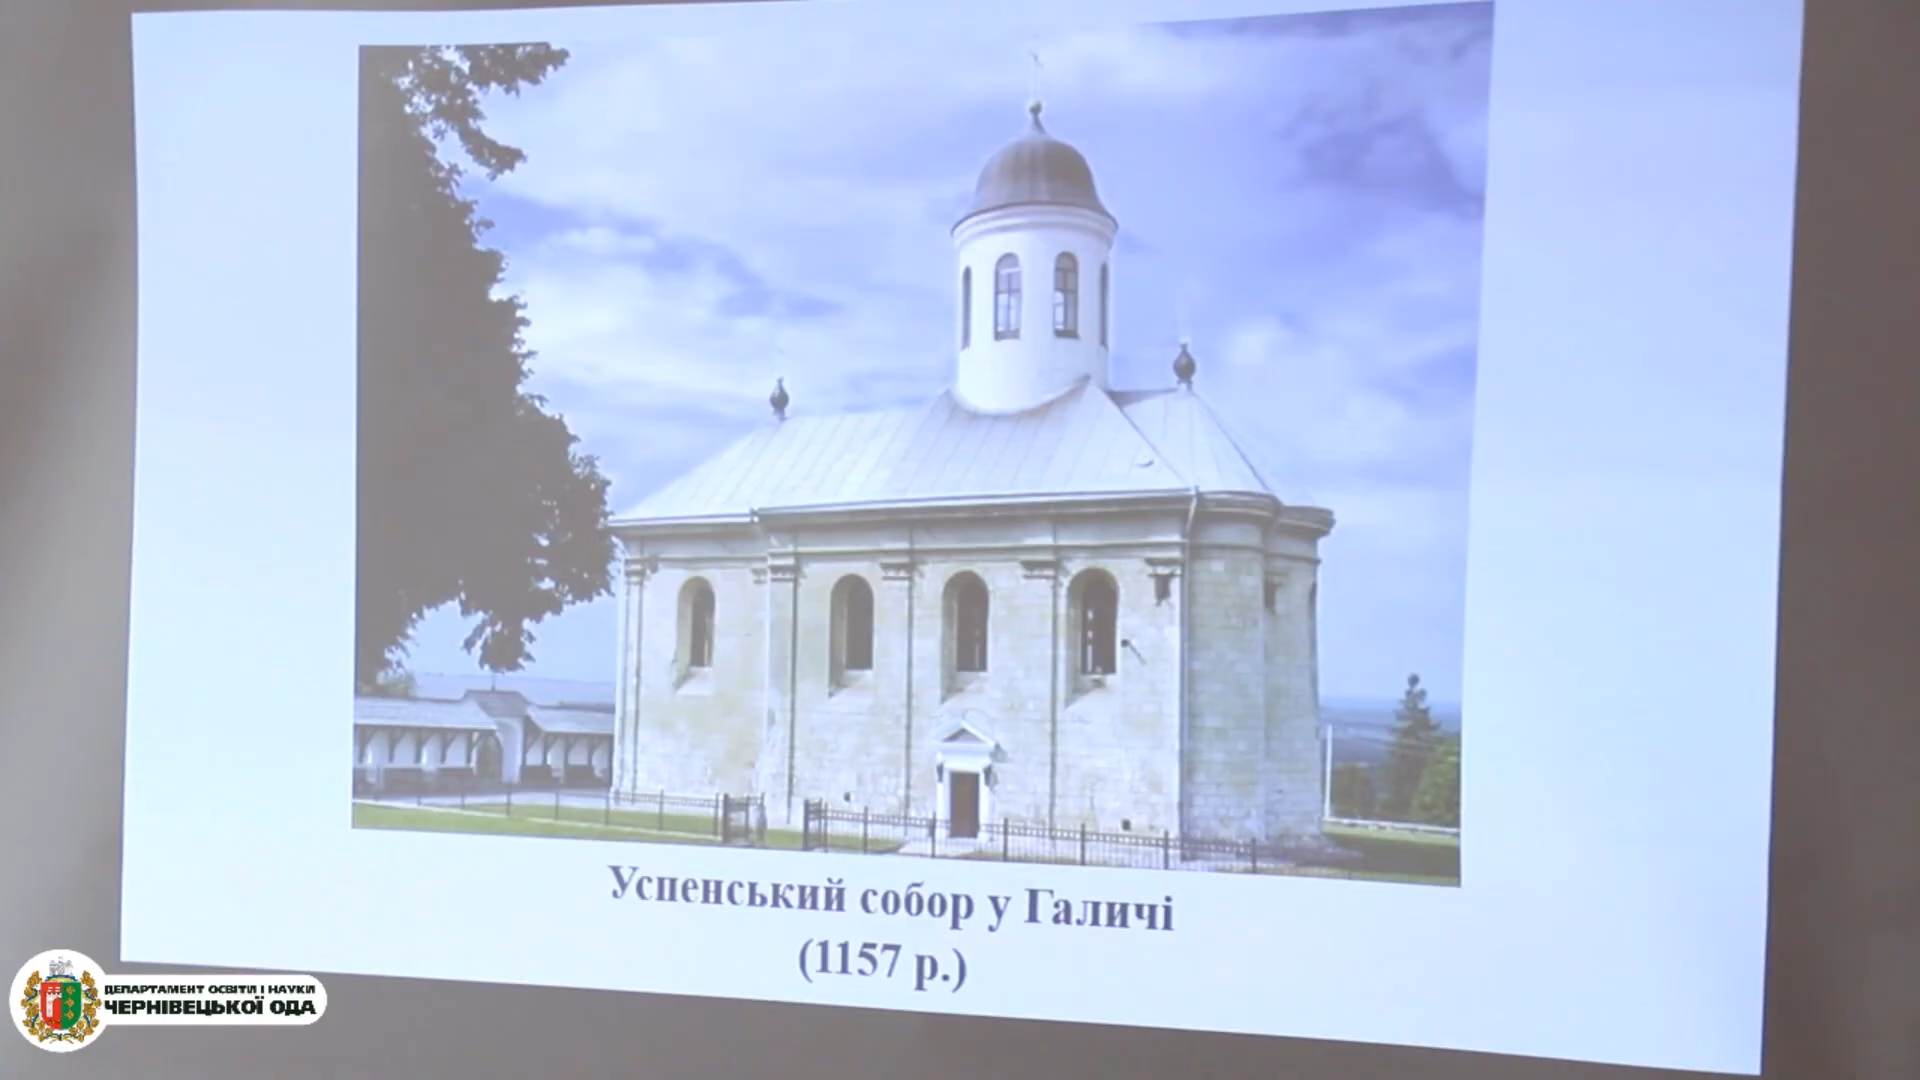 Успенський собор у Галичі
(1157 р.)
ДЕПАРТАМЕНТ ОСВІТИ І НАУКИ
ЧЕРНІВЕЦЬКОЇ ОДА